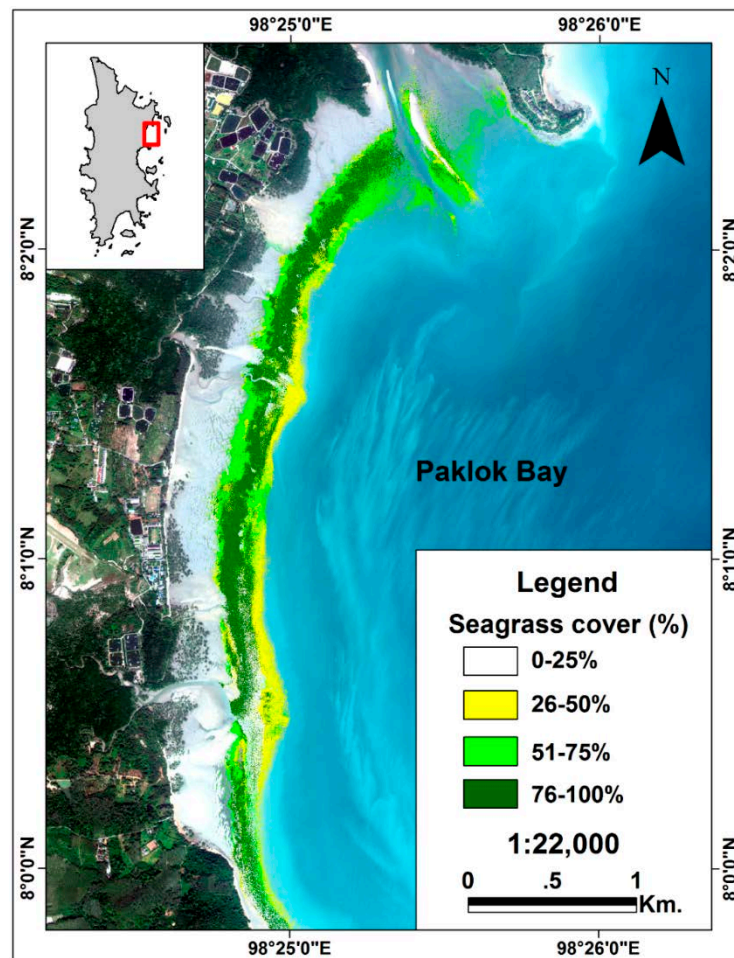 98°25'0"E
98°26'0"E
N
8°2'0"N
8°2'0"N
Paklok Bay
8°1'0"N
8°1'0"N
Legend
Seagrass cover (%)
0-25%
26-50%
51-75%
76-100%
1:22,000
0 .5 1
Km.
8°0'0"N
8°0'0"N
98°25'0"E
98°26'0"E